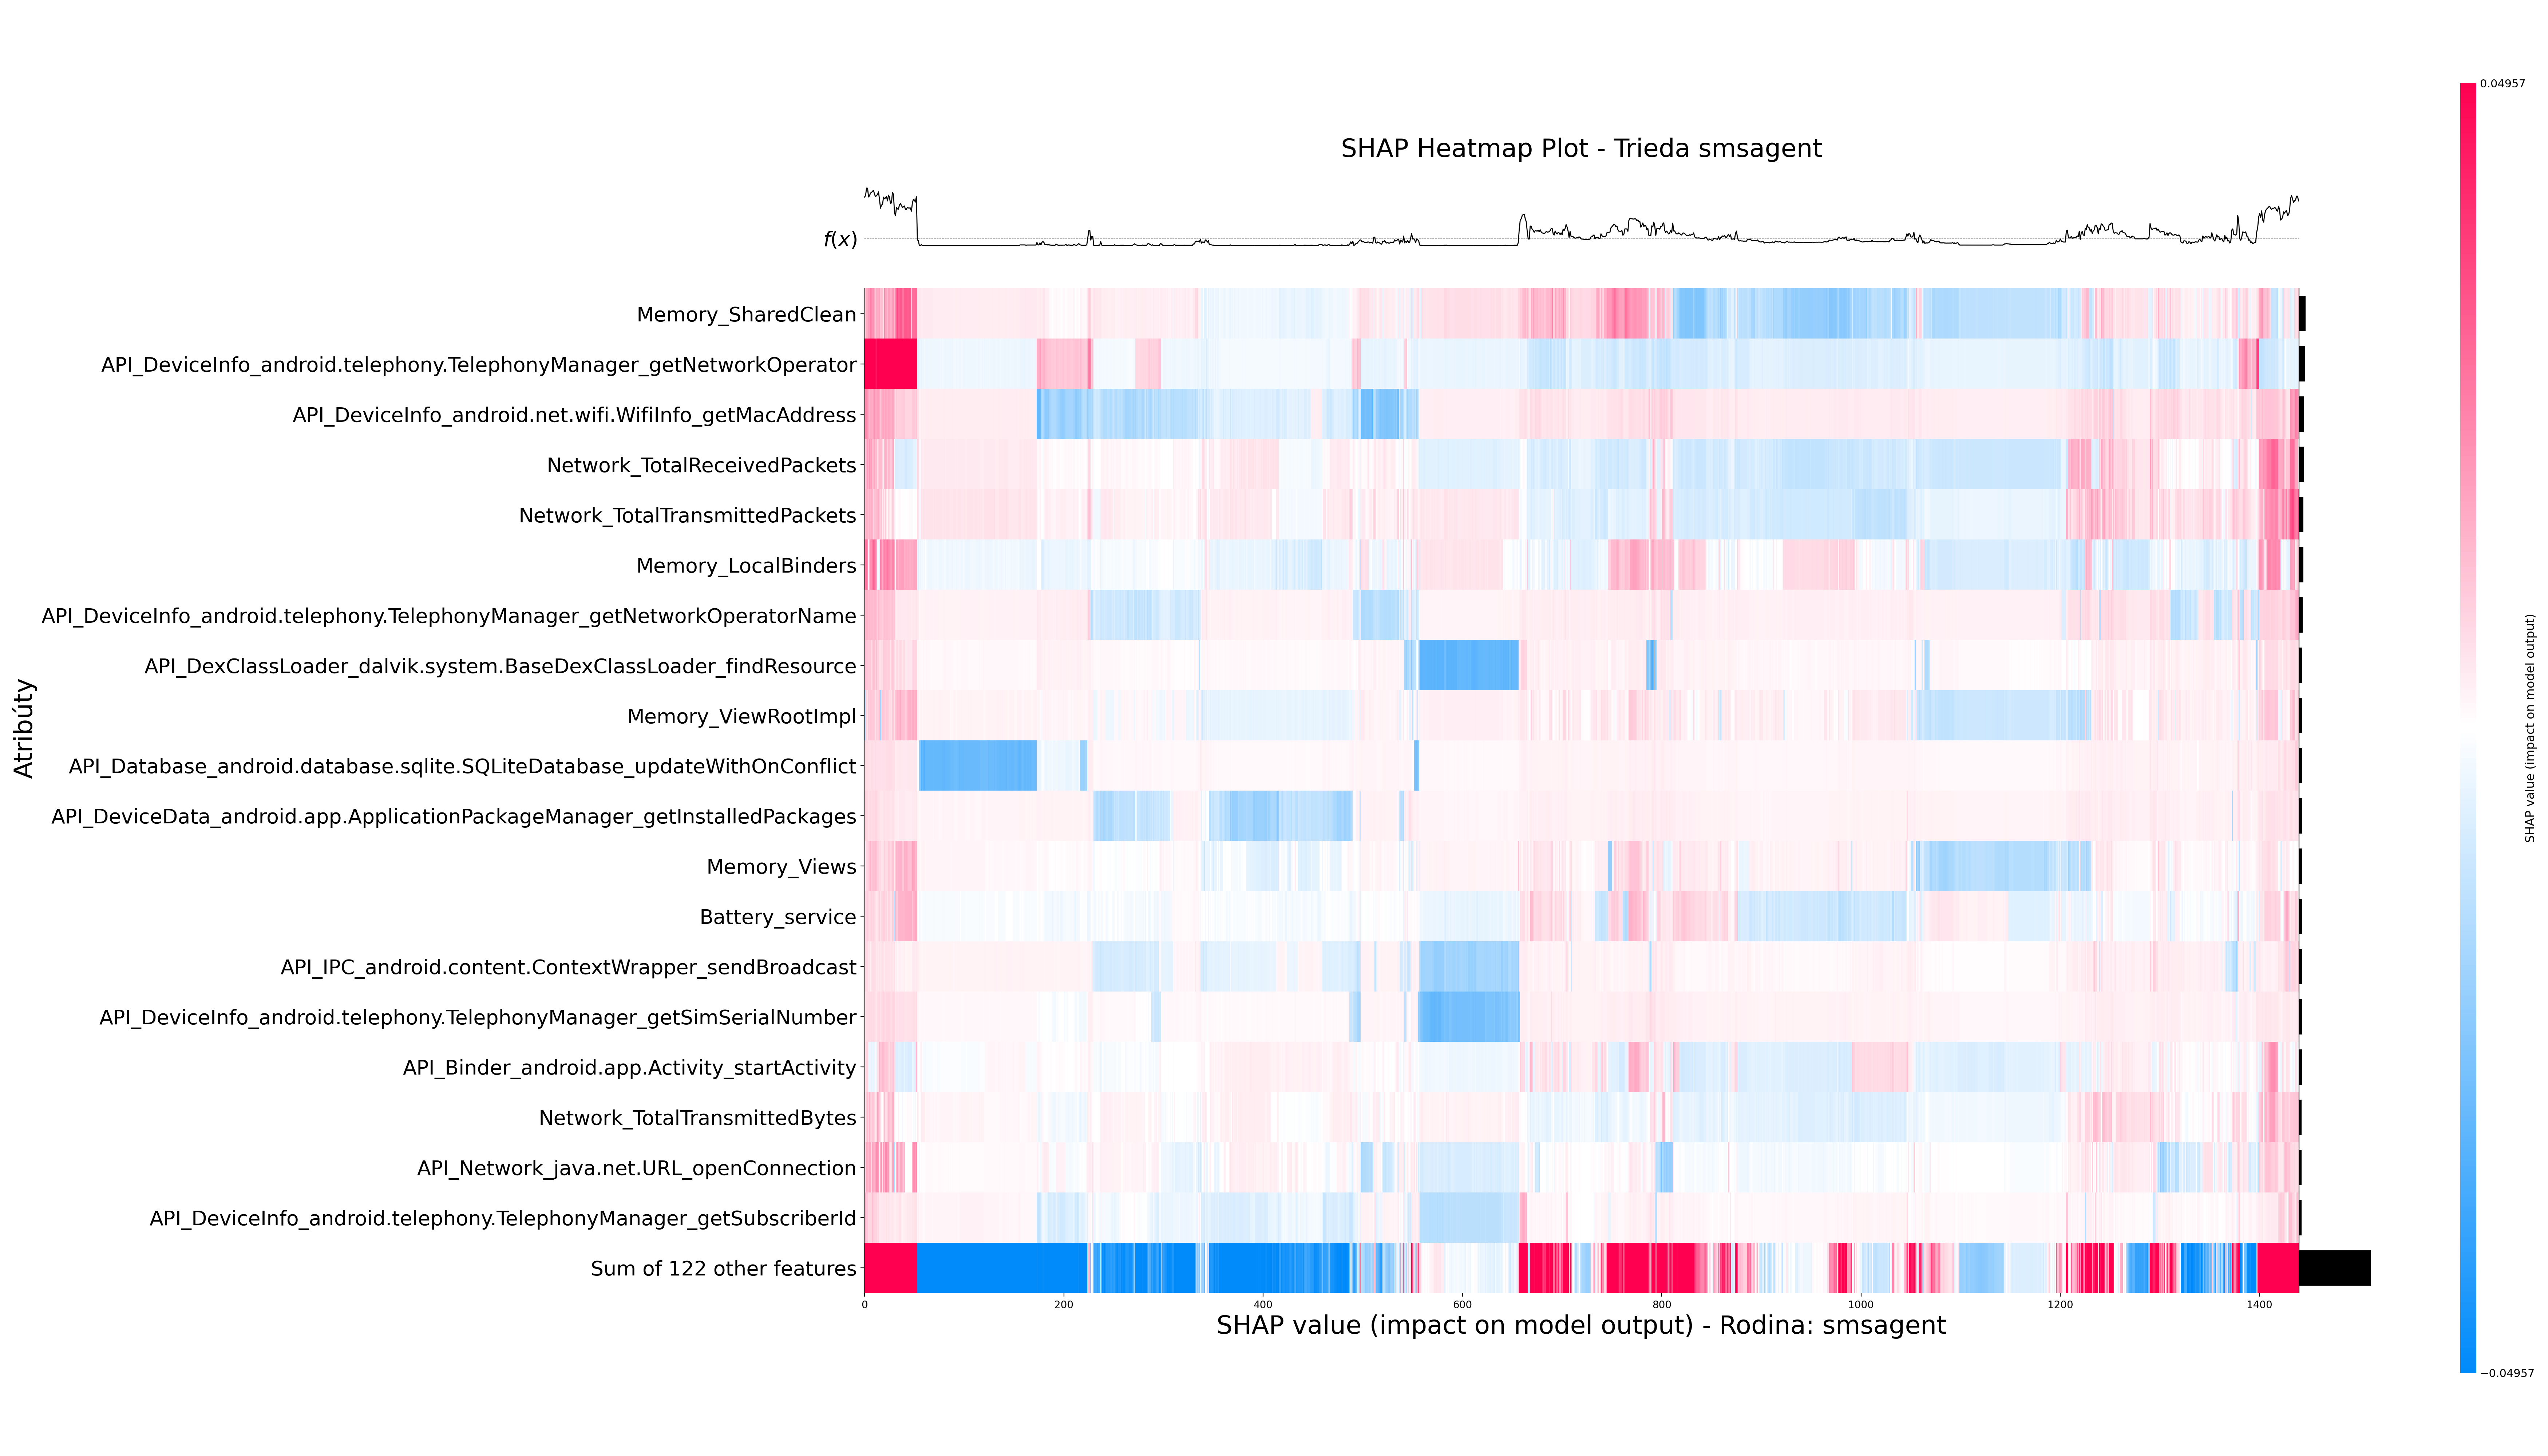 SHAP Heatmap Plot - Trieda smsagent
0.04957
f(x)
Memory_SharedClean
API_DeviceInfo_android.telephony.TelephonyManager_getNetworkOperator
API_DeviceInfo_android.net.wifi.WifiInfo_getMacAddress
Network_TotalReceivedPackets
Network_TotalTransmittedPackets
Memory_LocalBinders
API_DeviceInfo_android.telephony.TelephonyManager_getNetworkOperatorName
API_DexClassLoader_dalvik.system.BaseDexClassLoader_findResource
Memory_ViewRootImpl
API_Database_android.database.sqlite.SQLiteDatabase_updateWithOnConflict
API_DeviceData_android.app.ApplicationPackageManager_getInstalledPackages
Memory_Views
Battery_service
API_IPC_android.content.ContextWrapper_sendBroadcast
API_DeviceInfo_android.telephony.TelephonyManager_getSimSerialNumber
API_Binder_android.app.Activity_startActivity
Network_TotalTransmittedBytes
API_Network_java.net.URL_openConnection
API_DeviceInfo_android.telephony.TelephonyManager_getSubscriberId
Sum of 122 other features
Atribúty
0 200 400 600 800 1000 1200 1400
SHAP value (impact on model output) - Rodina: smsagent
SHAP value (impact on model output)
−0.04957